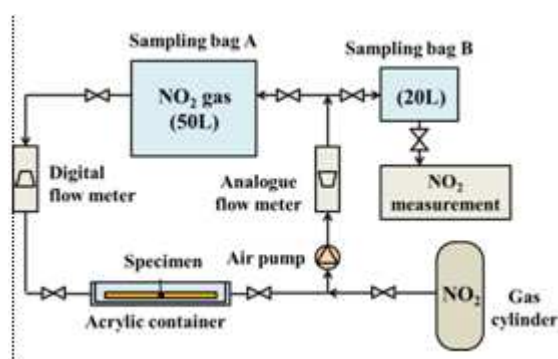 Sampling bag A
Sampling bag B
NO₂ gas
(50L)
(20L)
Digital
flow meter
Analogue
flow meter
NO₂
measurement
Specimen
Air pump
Acrylic container
NO₂
Gas
cylinder